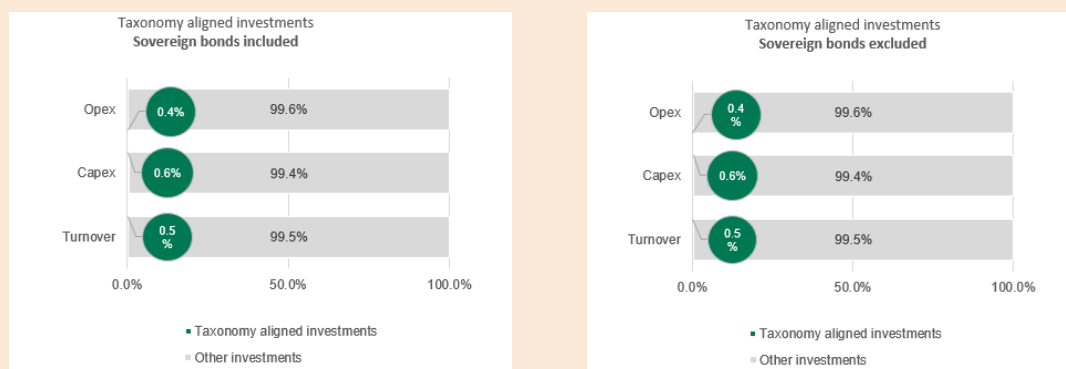 Taxonomy aligned investments
Sovereign bonds included
Opex
0.4%
99.6%
Capex
0.6%
99.4%
Turnover
0.5
%
99.5%
0.0%
50.0%
100.0%
Taxonomy aligned investments
Other investments
Taxonomy aligned investments
Sovereign bonds excluded
Opex
0.4
%
99.6%
Capex
0.6%
99.4%
Turnover
0.5
%
99.5%
0.0%
50.0%
100.0%
Taxonomy aligned investments
Other investments